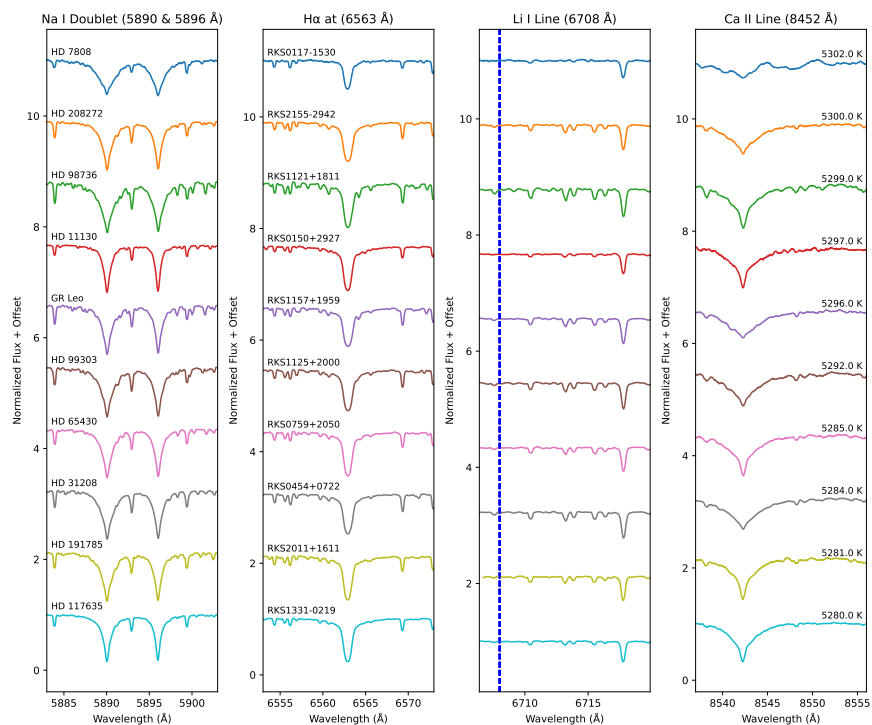 Na I Doublet (5890 & 5896 Å)
Hα at (6563 Å)
Li I Line (6708 Å)
Ca II Line (8452 Å)
Normalized Flux + Offset
10
8
6
4
2
0
HD 7808
HD 208272
HD 98736
HD 11130
GR Leo
HD 99303
HD 65430
HD 31208
HD 191785
HD 117635
5885 5890 5895 5900
Wavelength (Å)
Normalized Flux + Offset
10
8
6
4
2
0
RKS0117-1530
RKS2155-2942
RKS1121+1811
RKS0150+2927
RKS1157+1959
RKS1125+2000
RKS0759+2050
RKS0454+0722
RKS2011+1611
RKS1331-0219
6555 6560 6565 6570
Wavelength (Å)
Normalized Flux + Offset
10
8
6
4
2
6710 6715
Wavelength (Å)
Normalized Flux + Offset
10
8
6
4
2
0
5302.0 K
5300.0 K
5299.0 K
5297.0 K
5296.0 K
5292.0 K
5285.0 K
5284.0 K
5281.0 K
5280.0 K
8540 8545 8550 8555
Wavelength (Å)